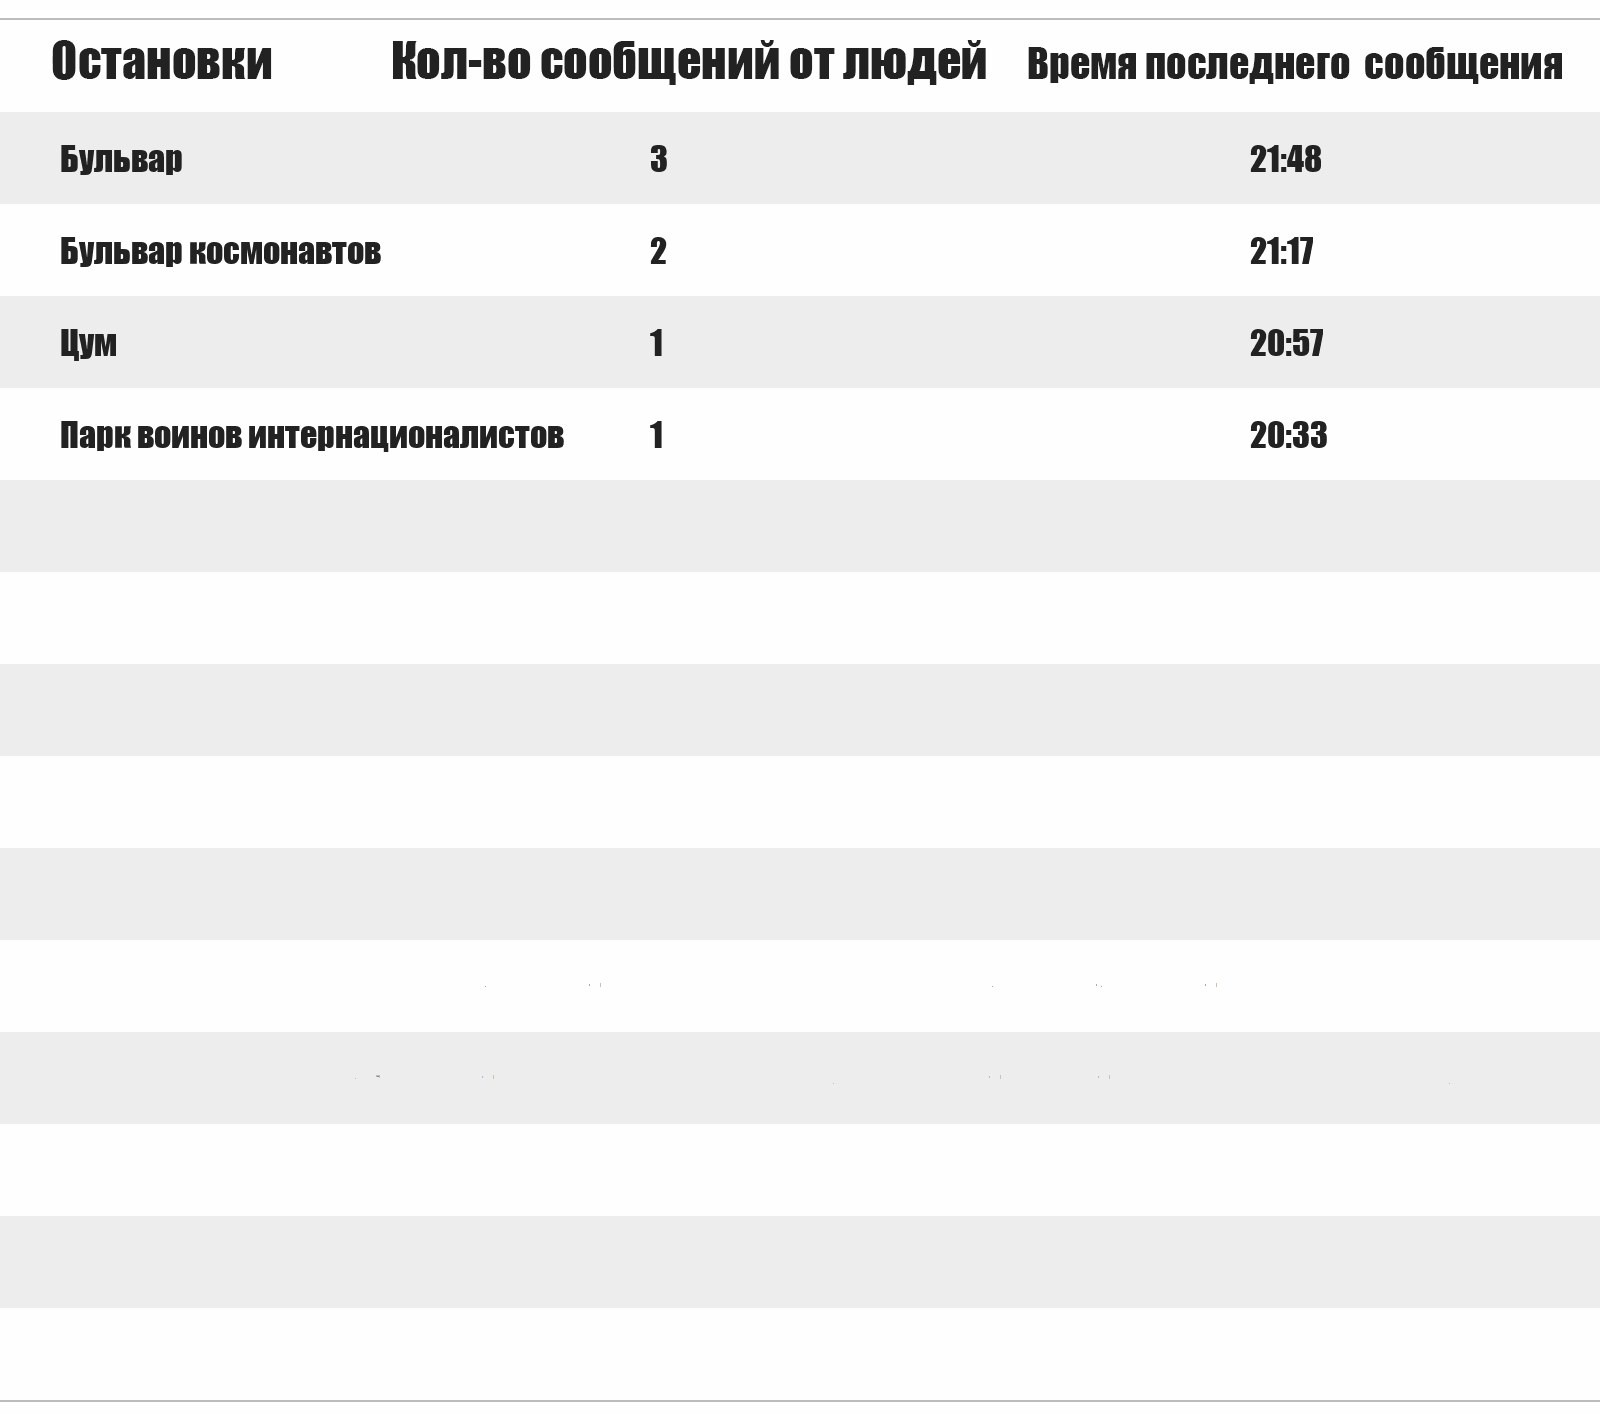 Остановки Кол-во сообщений от людей Время последнего сообщения
Бульвар 3 21:48
Бульвар космонавтов 2 21:17
Цум 1 20:57
Парк воинов интернационалистов 1 20:33